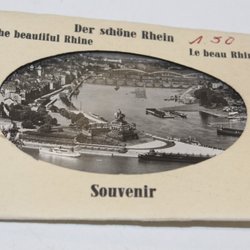 Der schöne Rhein
he beautiful Rhine
Le beau Rhin
1 50
Souvenir